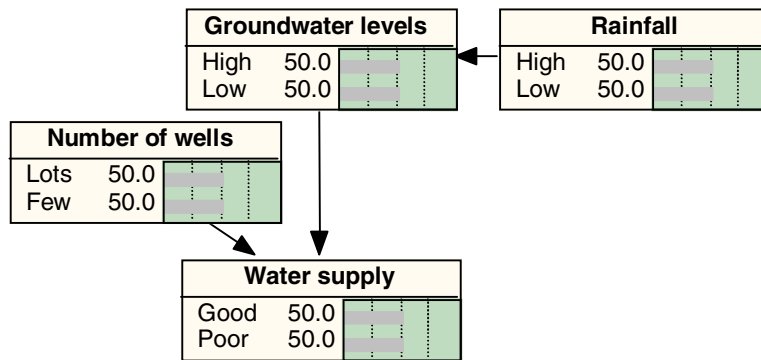 Groundwater levels
High 50.0
Low 50.0
Rainfall
High 50.0
Low 50.0
Number of wells
Lots 50.0
Few 50.0
Water supply
Good 50.0
Poor 50.0